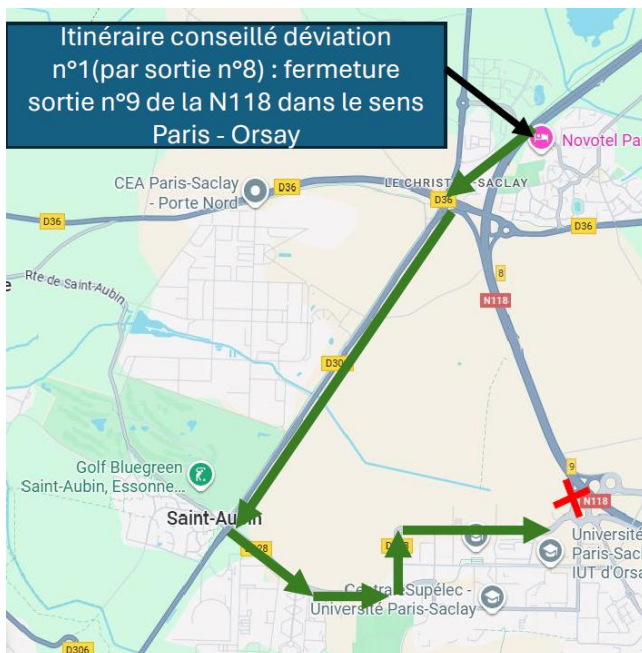 Itinéraire conseillé déviation
n°1(par sortie n°8) : fermeture
sortie n°9 de la N118 dans le sens
Paris - Orsay
Novotel Pa
CEA Paris-Saclay
- Porte Nord
D36
LE CHRIST SACLAY
D36
D36
D36
Rte de Saint-Aubin
8
N118
D306
Golf Bluegreen
Saint-Aubin, Essonne...
9
N118
Saint-Aubin
D128
Université
Paris-Sacl
IUT d'Orsa
CentraleSupélec -
Université Paris-Saclay
D306